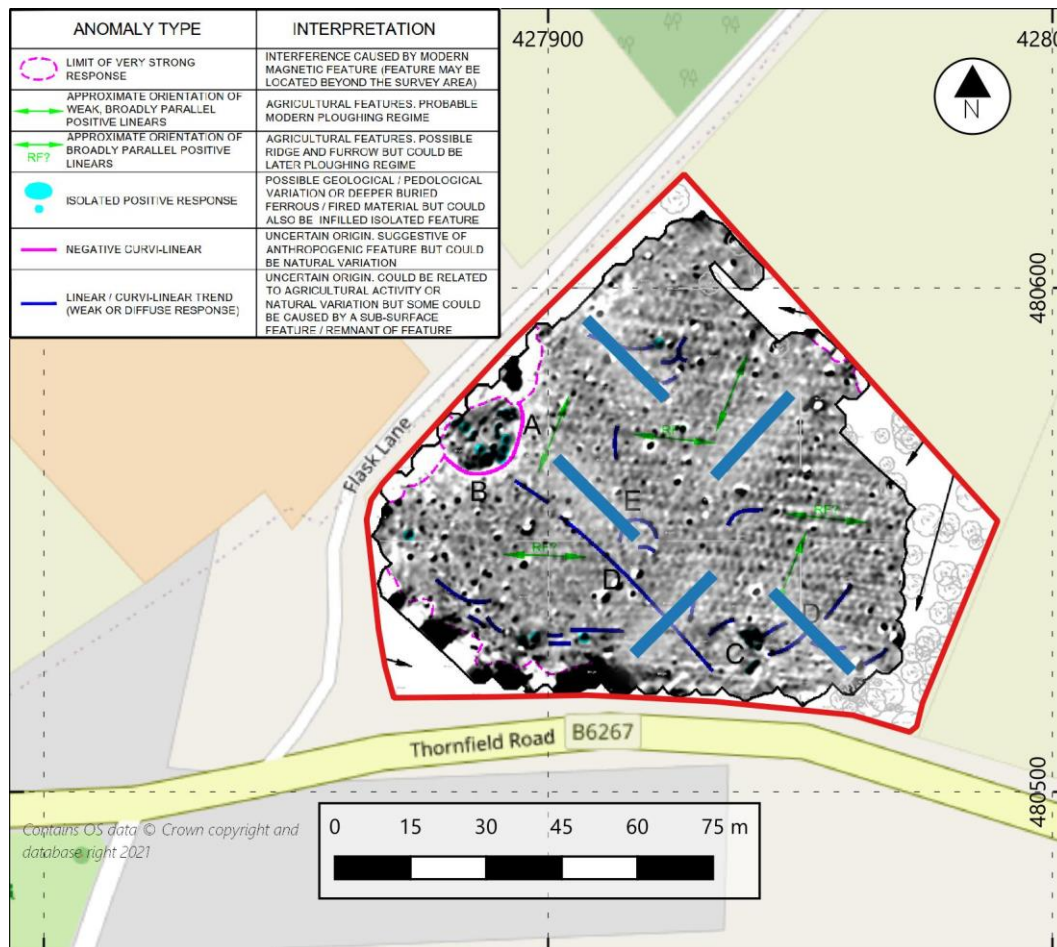 ANOMALY TYPE
INTERPRETATION
LIMIT OF VERY STRONG
RESPONSE
INTERFERENCE CAUSED BY MODERN
MAGNETIC FEATURE (FEATURE MAY BE
LOCATED BEYOND THE SURVEY AREA)
APPROXIMATE ORIENTATION OF
WEAK, BROADLY PARALLEL
POSITIVE LINEARS
AGRICULTURAL FEATURES. PROBABLE
MODERN PLOUGHING REGIME
APPROXIMATE ORIENTATION OF
BROADLY PARALLEL POSITIVE
LINEARS
RF?
AGRICULTURAL FEATURES. POSSIBLE
RIDGE AND FURROW BUT COULD BE
LATER PLOUGHING REGIME
ISOLATED POSITIVE RESPONSE
POSSIBLE GEOLOGICAL / PEDOLOGICAL
VARIATION OR DEEPER BURIED
FERROUS / FIRED MATERIAL BUT COULD
ALSO BE INFILLED ISOLATED FEATURE
NEGATIVE CURVI-LINEAR
UNCERTAIN ORIGIN. SUGGESTIVE OF
ANTHROPOGENIC FEATURE BUT COULD
BE NATURAL VARIATION
LINEAR / CURVI-LINEAR TREND
(WEAK OR DIFFUSE RESPONSE)
UNCERTAIN ORIGIN. COULD BE RELATED
TO AGRICULTURAL ACTIVITY OR
NATURAL VARIATION BUT SOME COULD
BE CAUSED BY A SUB-SURFACE
FEATURE / REMNANT OF FEATURE
427900
4280
N
480600
A
RF?
Flask Lane
B
E
RF?
RF?
D
D
C
Thornfield Road
B6267
480500
Contains OS data © Crown copyright and
database right 2021
0 15 30 45 60 75 m